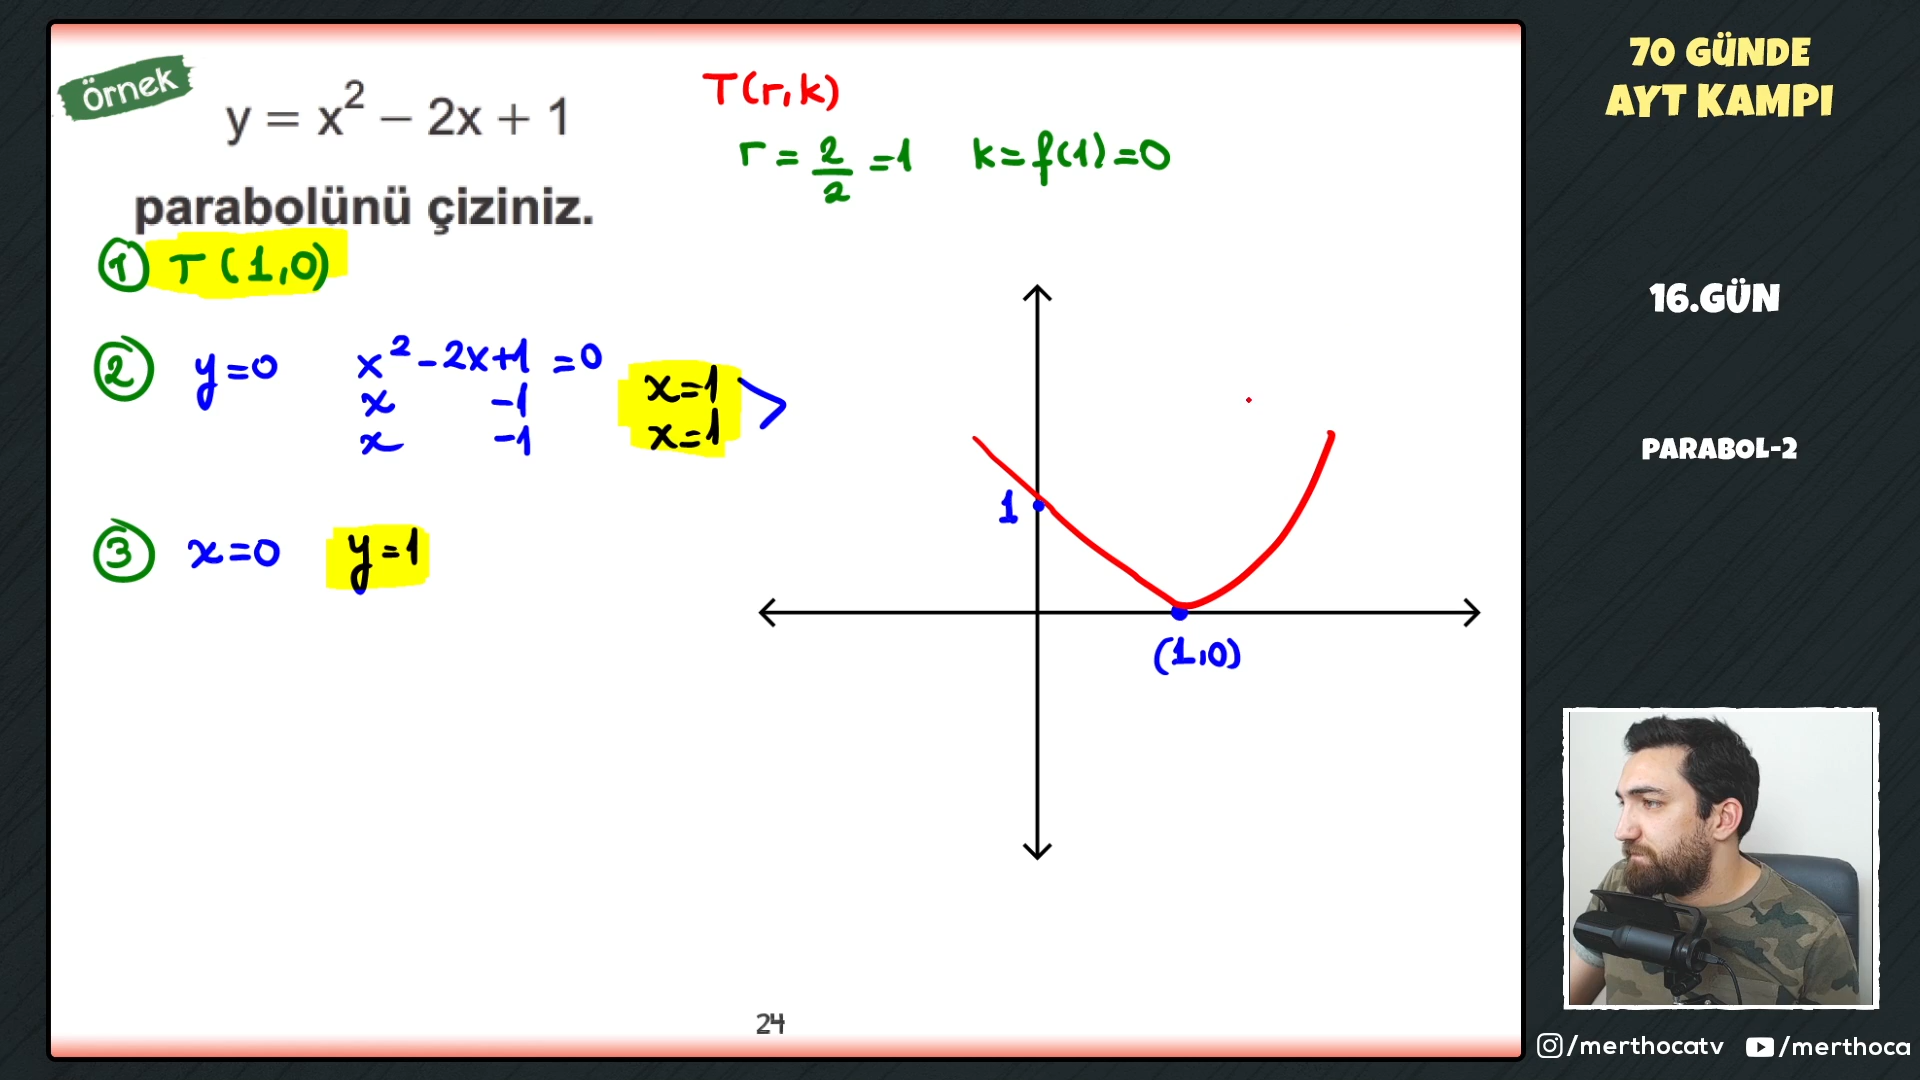 Örnek
y = x² − 2x + 1
parabolünü çiziniz.
T(r,k)
r = 2/2 = 1 k = f(1) = 0
① T(1,0)
② y=0 x² - 2x + 1 = 0
x -1
x -1
x=1
x=1
③ x=0 y=1
1
(1,0)
24
70 GÜNDE
AYT KAMPI
16.GÜN
PARABOL-2
/merthocatv /merthoca